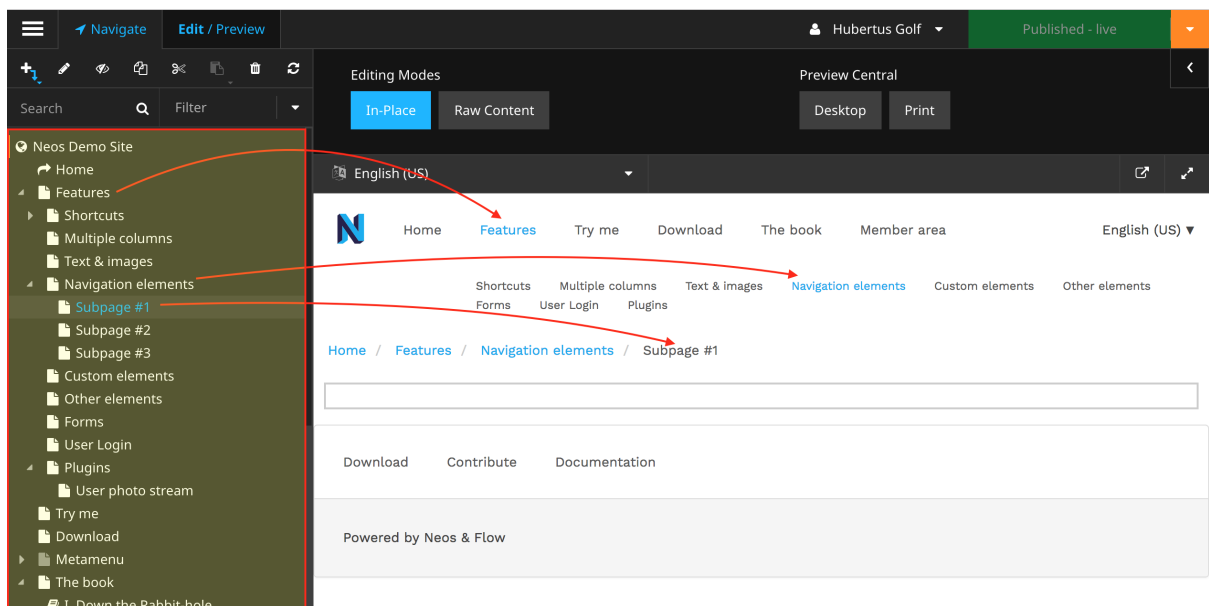 Navigate
Edit / Preview
Hubertus Golf
Published - live
Search
Filter
Editing Modes
In-Place
Raw Content
Preview Central
Desktop
Print
Neos Demo Site
Home
Features
Shortcuts
Multiple columns
Text & images
Navigation elements
Subpage #1
Subpage #2
Subpage #3
Custom elements
Other elements
Forms
User Login
Plugins
User photo stream
Try me
Download
Metamenu
The book
I. Down the Rabbit-hole
English (US)
N Home Features Try me Download The book Member area English (US) ▼
Shortcuts Multiple columns Text & images Navigation elements Custom elements Other elements
Forms User Login Plugins
Home / Features / Navigation elements / Subpage #1
Download Contribute Documentation
Powered by Neos & Flow